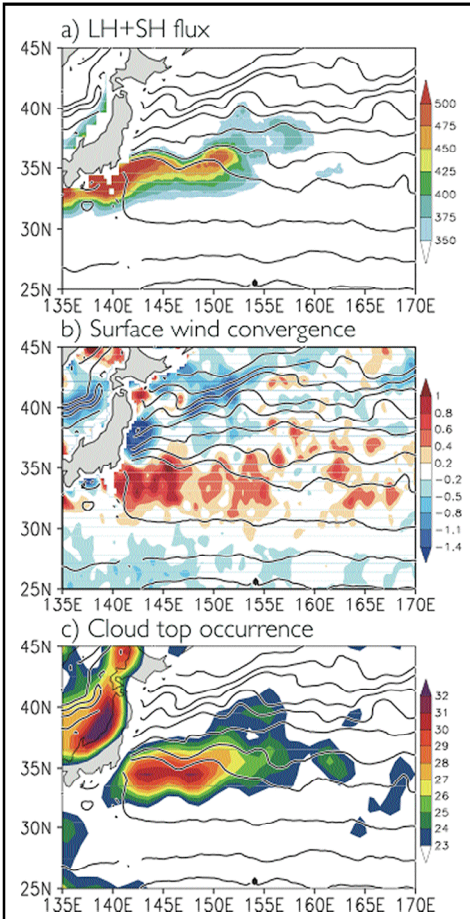 a) LH+SH flux
45N
40N
35N
30N
25N
135E 140E 145E 150E 155E 160E 165E 170E
500
475
450
425
400
375
350
b) Surface wind convergence
45N
40N
35N
30N
25N
135E 140E 145E 150E 155E 160E 165E 170E
1
0.8
0.6
0.4
0.2
-0.2
-0.5
-0.8
-1.1
-1.4
c) Cloud top occurrence
45N
40N
35N
30N
25N
135E 140E 145E 150E 155E 160E 165E 170E
32
31
30
29
28
27
26
25
24
23